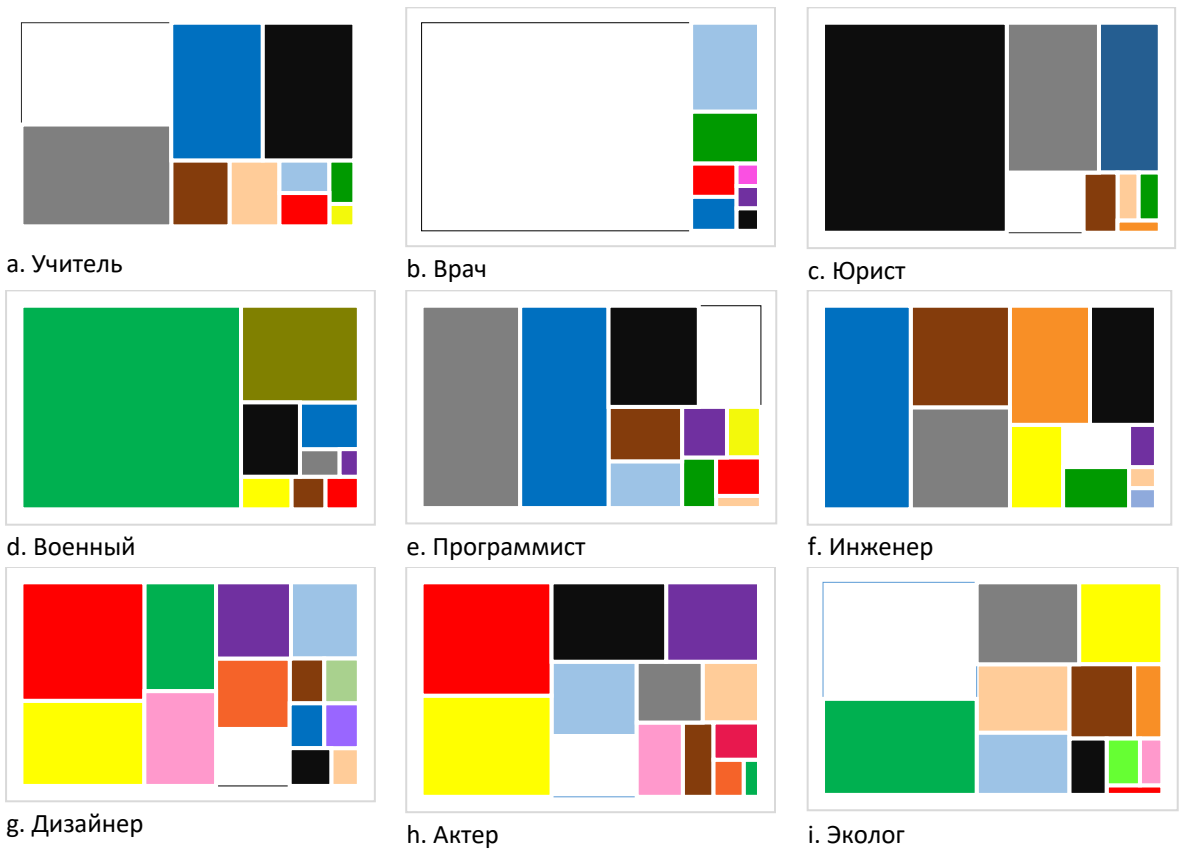 a. Учитель
b. Врач
c. Юрист
d. Военный
e. Программист
f. Инженер
g. Дизайнер
h. Актер
i. Эколог